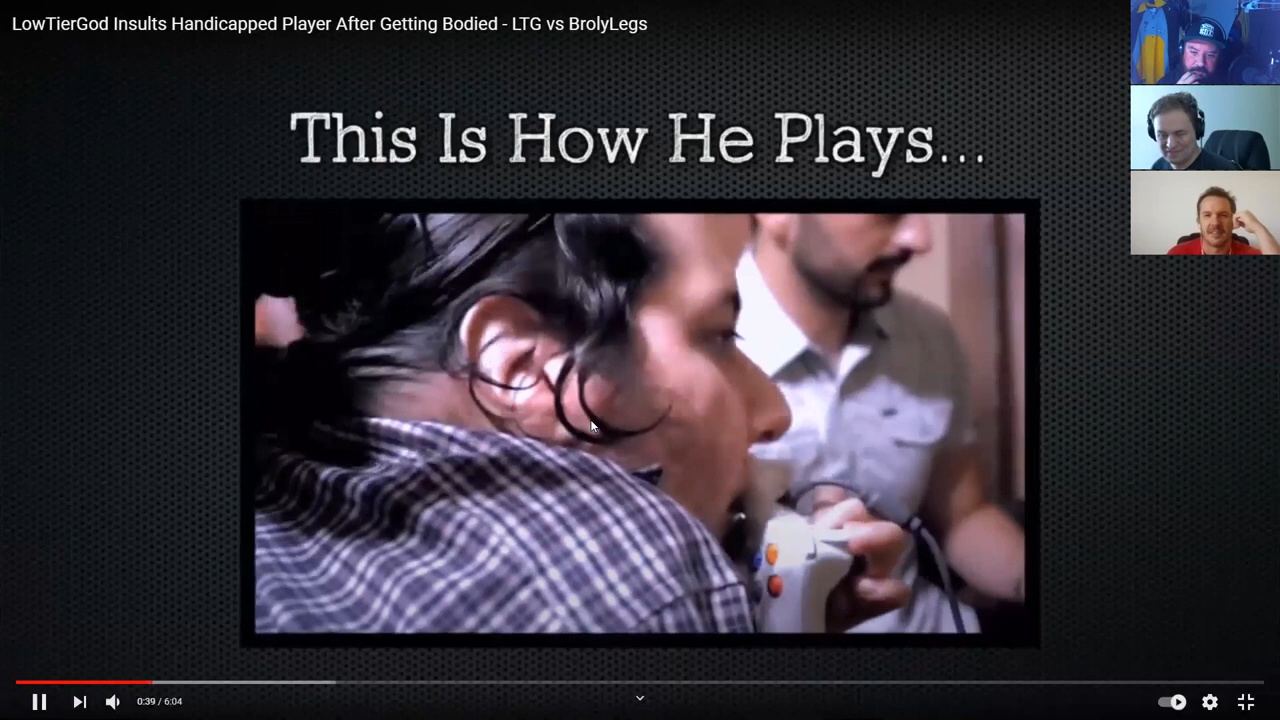 LowTierGod Insults Handicapped Player After Getting Bodied - LTG vs BrolyLegs
This Is How He Plays...
0:39 / 6:04